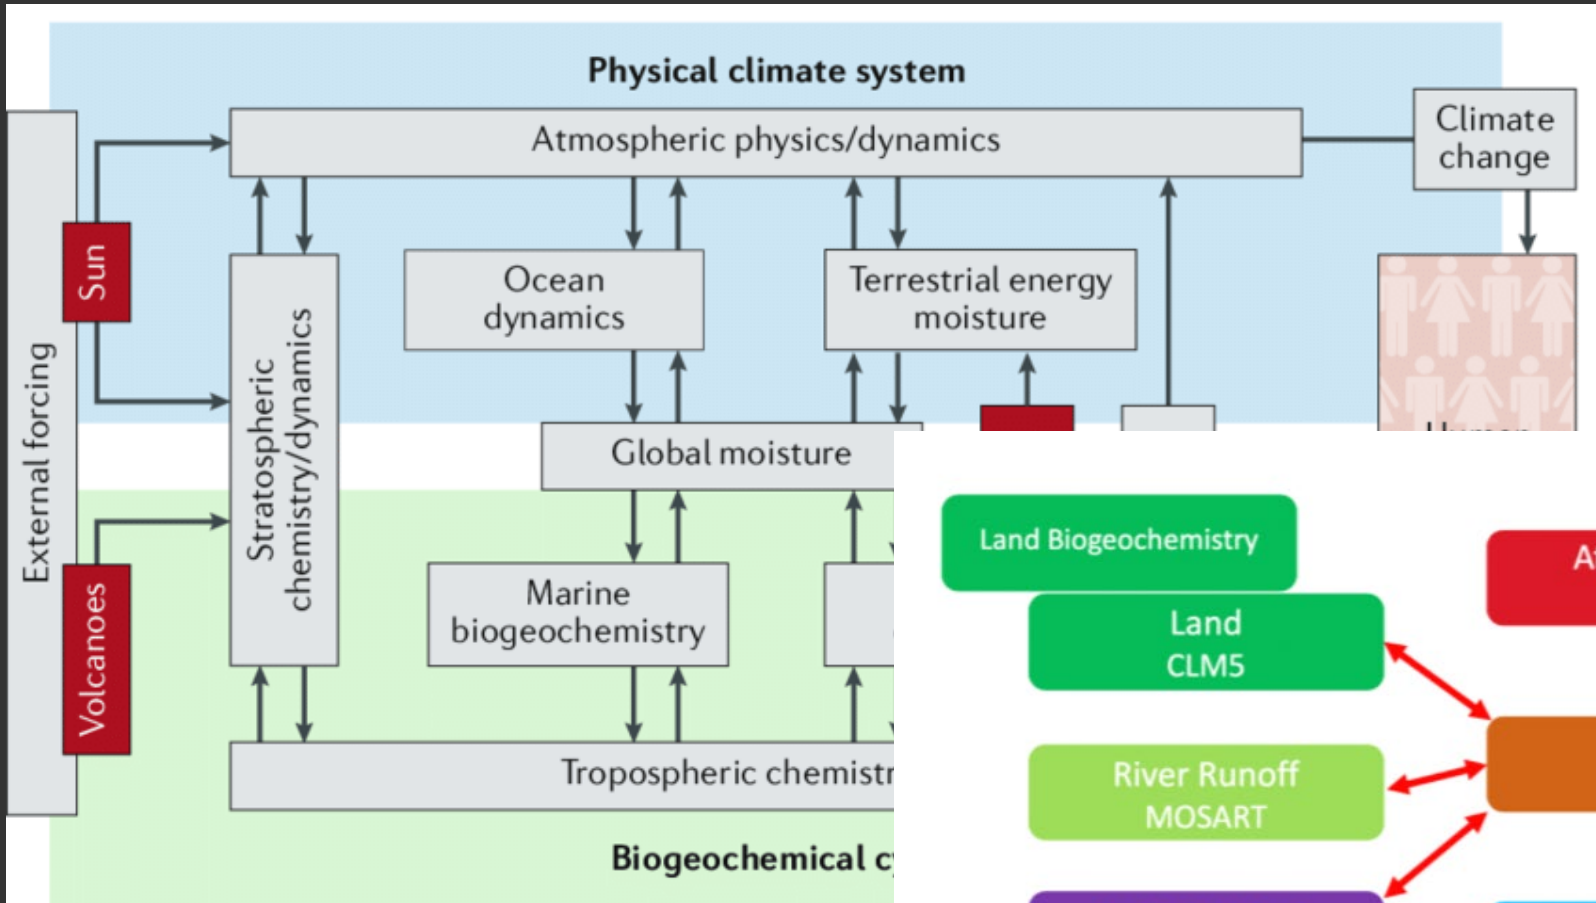 Physical climate system
Atmospheric physics/dynamics
Climate
change
Sun
Ocean
dynamics
Terrestrial energy
moisture
External forcing
Stratospheric
chemistry/dynamics
Global moisture
Volcanoes
Marine
biogeochemistry
Tropospheric
Biogeochemical
Land Biogeochemistry
Land
CLM5
River Runoff
MOSART